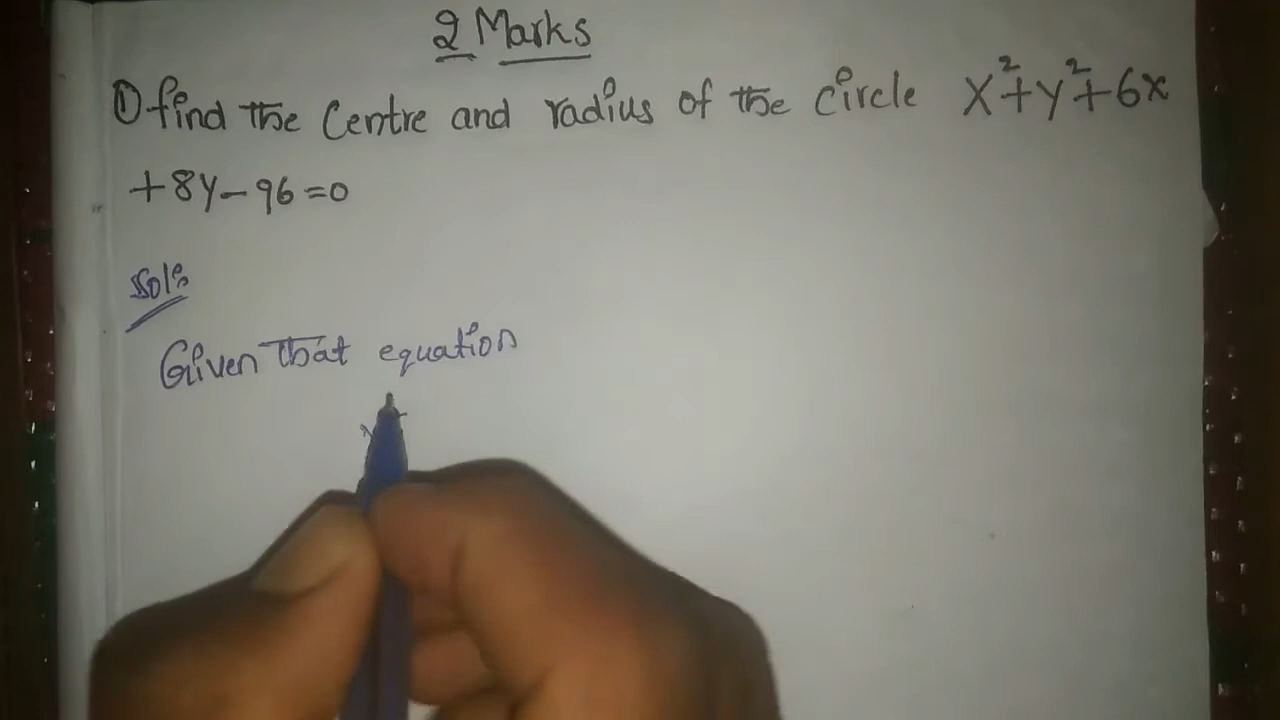 2 Marks
① find the Centre and radius of the circle x²+y²+6x
+8y-96=0
Sol:
Given that equation
x